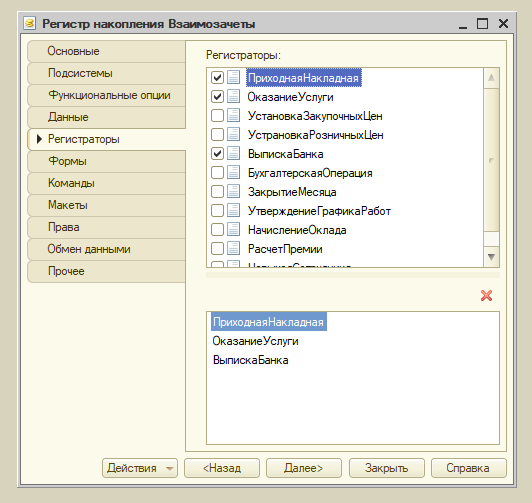 Регистр накопления Взаимозачеты
Основные
Подсистемы
Функциональные опции
Данные
Регистраторы
Формы
Команды
Макеты
Права
Обмен данными
Прочее
Регистраторы:
ПриходнаяНакладная
ОказаниеУслуги
УстановкаЗакупочныхЦен
УстрановкаРозничныхЦен
ВыпискаБанка
БухгалтерскаяОперация
ЗакрытиеМесяца
УтверждениеГрафикаРабот
НачислениеОклада
РасчетПремии
ПриходнаяНакладная
ОказаниеУслуги
ВыпискаБанка
Действия
<Назад
Далее>
Закрыть
Справка